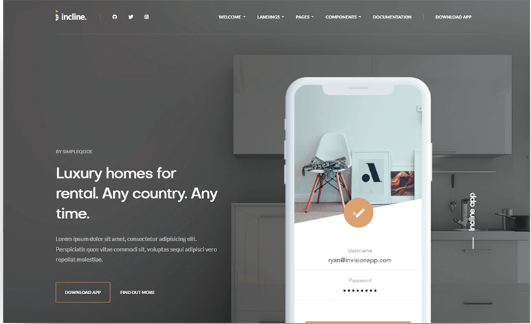 incline.
WELCOME LANDINGS PAGES COMPONENTS DOCUMENTATION DOWNLOAD APP
BY SIMPLEQODE
Luxury homes for
rental. Any country. Any
time.
Lorem ipsum dolor sit amet, consectetur adipisicing elit.
Perspiciatis quos vitae commodi sit, voluptas sequi adipisci vero
repellat molestiae.
DOWNLOAD APP FIND OUT MORE
Username
ryan@invisionapp.com
Password
Incline app